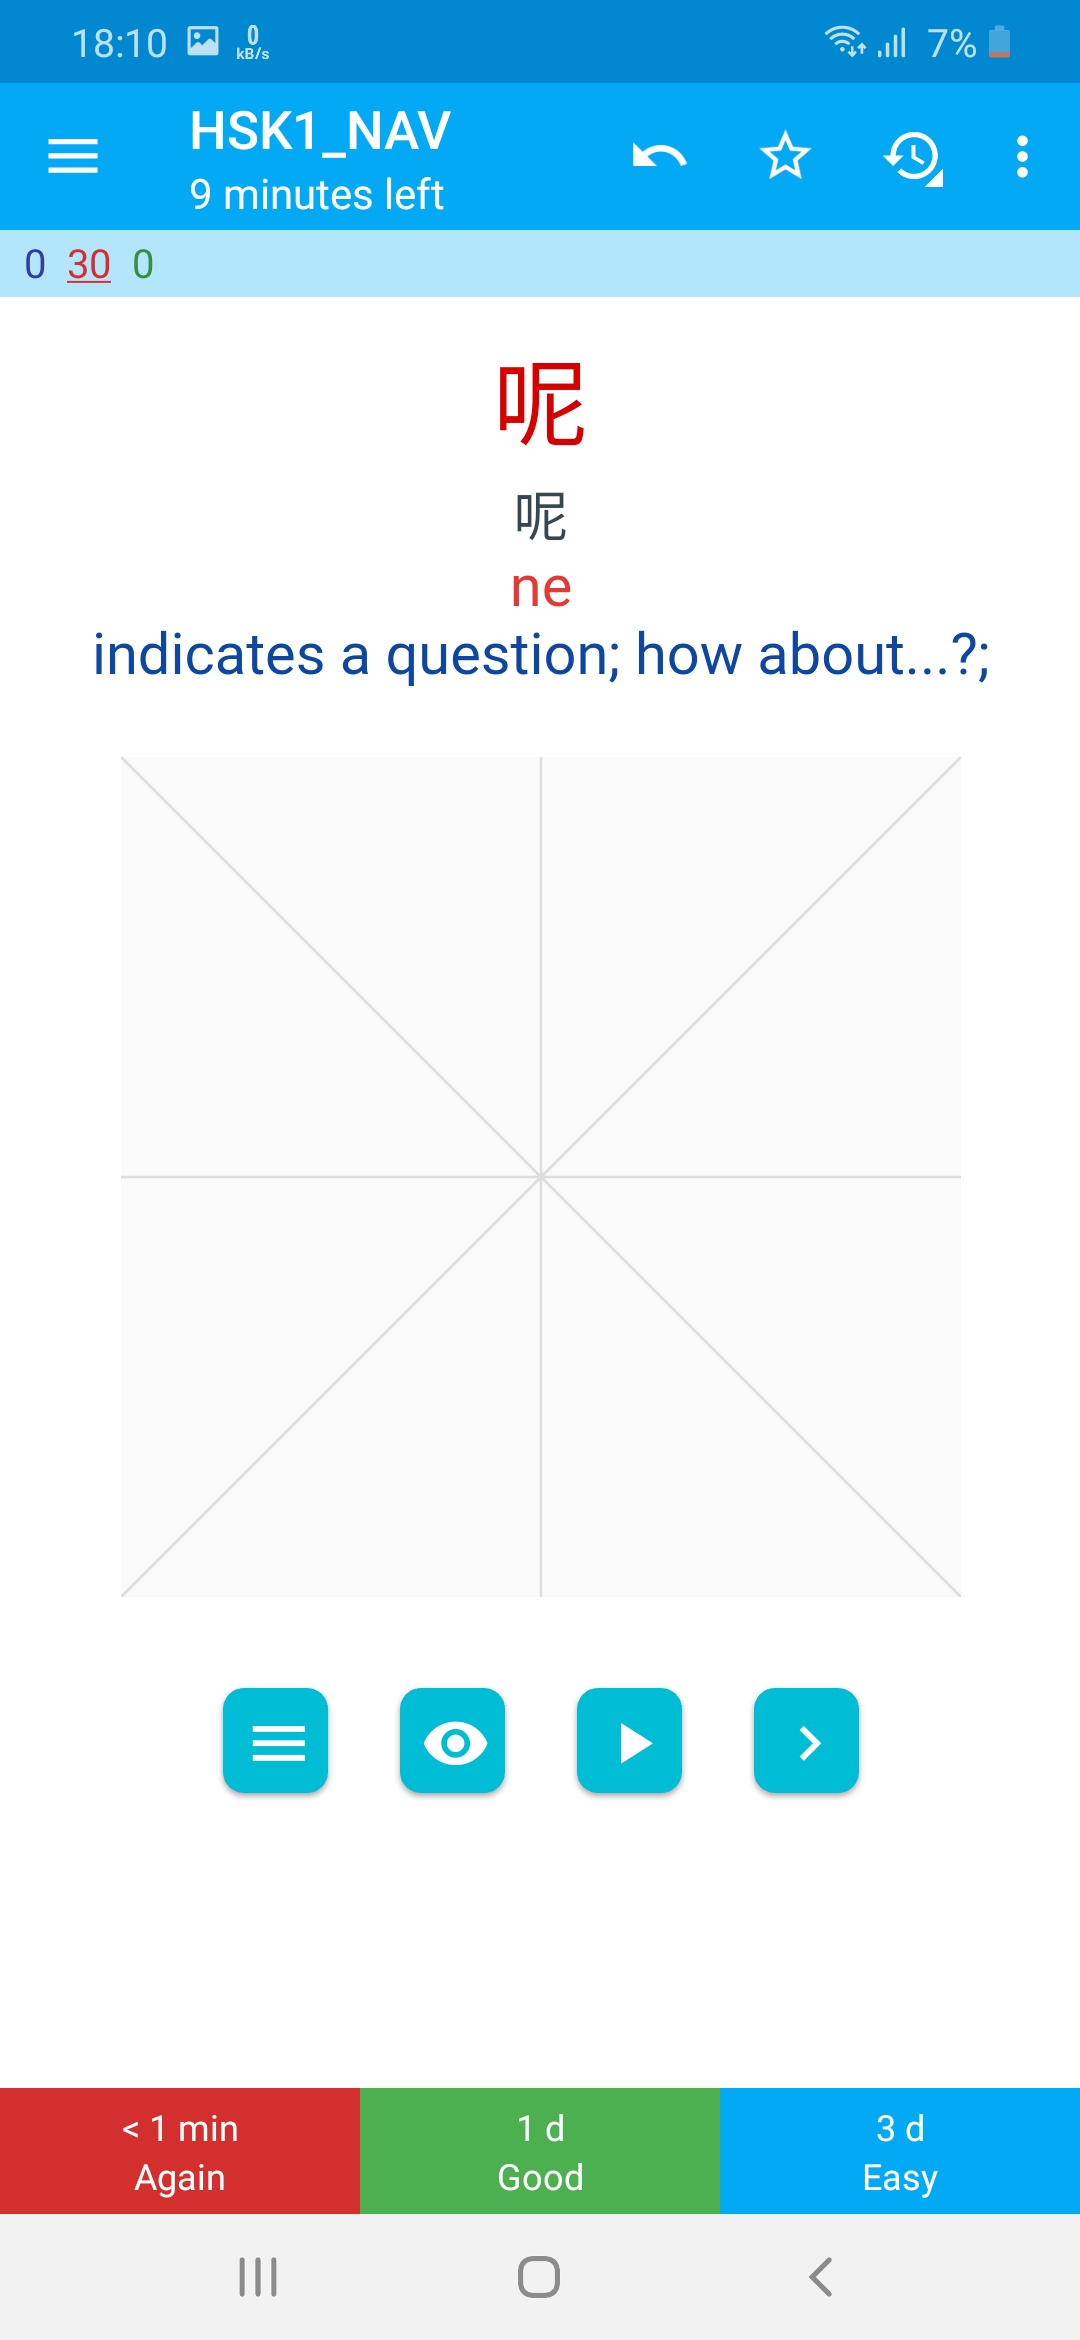 18:10 0 kB/s 7%
HSK1_NAV
9 minutes left
0 30 0
呢
呢
ne
indicates a question; how about...?;
< 1 min 1 d 3 d
Again Good Easy